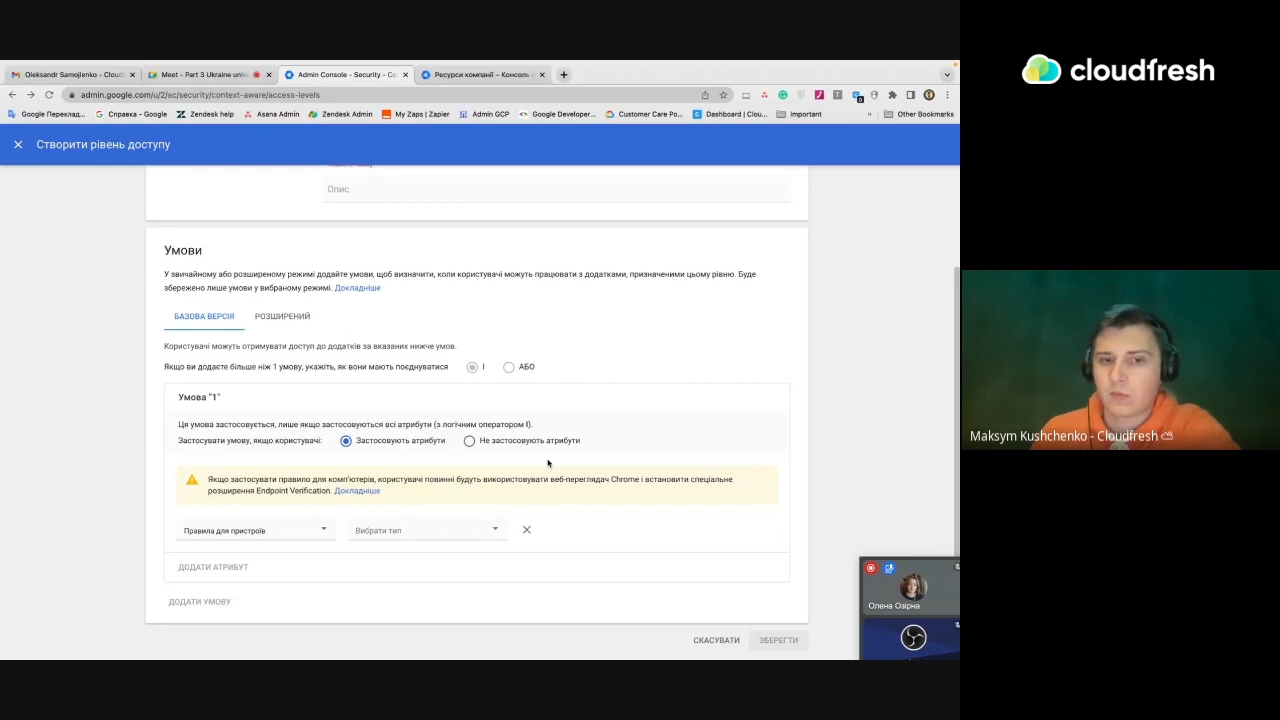 cloudfresh
Oleksandr Samojlenko - Cloudf
Meet - Part 3 Ukraine unive
Admin Console - Security - Co
Ресурси компанії – Консоль
admin.google.com/u/2/ac/security/context-aware/access-levels
Google Переклад...
Справка - Google
Zendesk help
Asana Admin
Zendesk Admin
My Zaps | Zapier
Admin GCP
Google Developer...
Customer Care Po...
Dashboard | Clou...
Important
Other Bookmarks
Створити рівень доступу
Опис
Умови
У звичайному або розширеному режимі додайте умови, щоб визначити, коли користувачі можуть працювати з додатками, призначеними цьому рівню. Буде
збережено лише умови у вибраному режимі. Докладніше
БАЗОВА ВЕРСІЯ
РОЗШИРЕНИЙ
Користувачі можуть отримувати доступ до додатків за вказаних нижче умов.
Якщо ви додаєте більше ніж 1 умову, укажіть, як вони мають поєднуватися
І
АБО
Умова "1"
Ця умова застосовується, лише якщо застосовуються всі атрибути (з логічним оператором І).
Застосувати умову, якщо користувачі:
Застосовують атрибути
Не застосовують атрибути
Якщо застосувати правило для комп'ютерів, користувачі повинні будуть використовувати веб-переглядач Chrome і встановити спеціальне
розширення Endpoint Verification. Докладніше
Правила для пристроїв
Вибрати тип
ДОДАТИ АТРИБУТ
ДОДАТИ УМОВУ
СКАСУВАТИ
ЗБЕРЕГТИ
Олена Озірна
Maksym Kushchenko - Cloudfresh